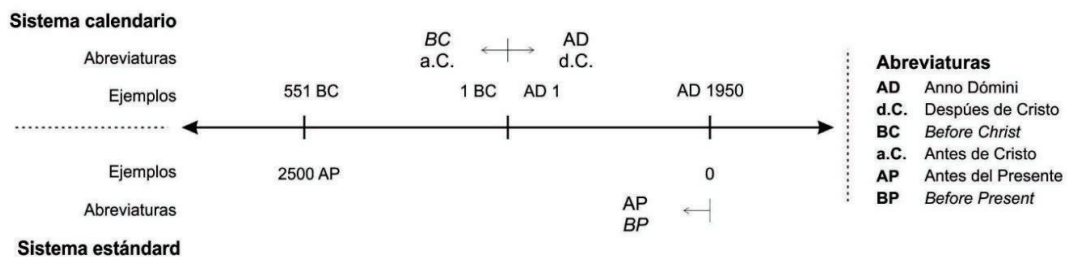 Sistema calendario
Abreviaturas
BC AD
a.C. d.C.
Ejemplos
551 BC 1 BC AD 1 AD 1950
Ejemplos
2500 AP 0
Abreviaturas
AP
BP
Sistema estándard
Abreviaturas
AD Anno Dómini
d.C. Despúes de Cristo
BC Before Christ
a.C. Antes de Cristo
AP Antes del Presente
BP Before Present